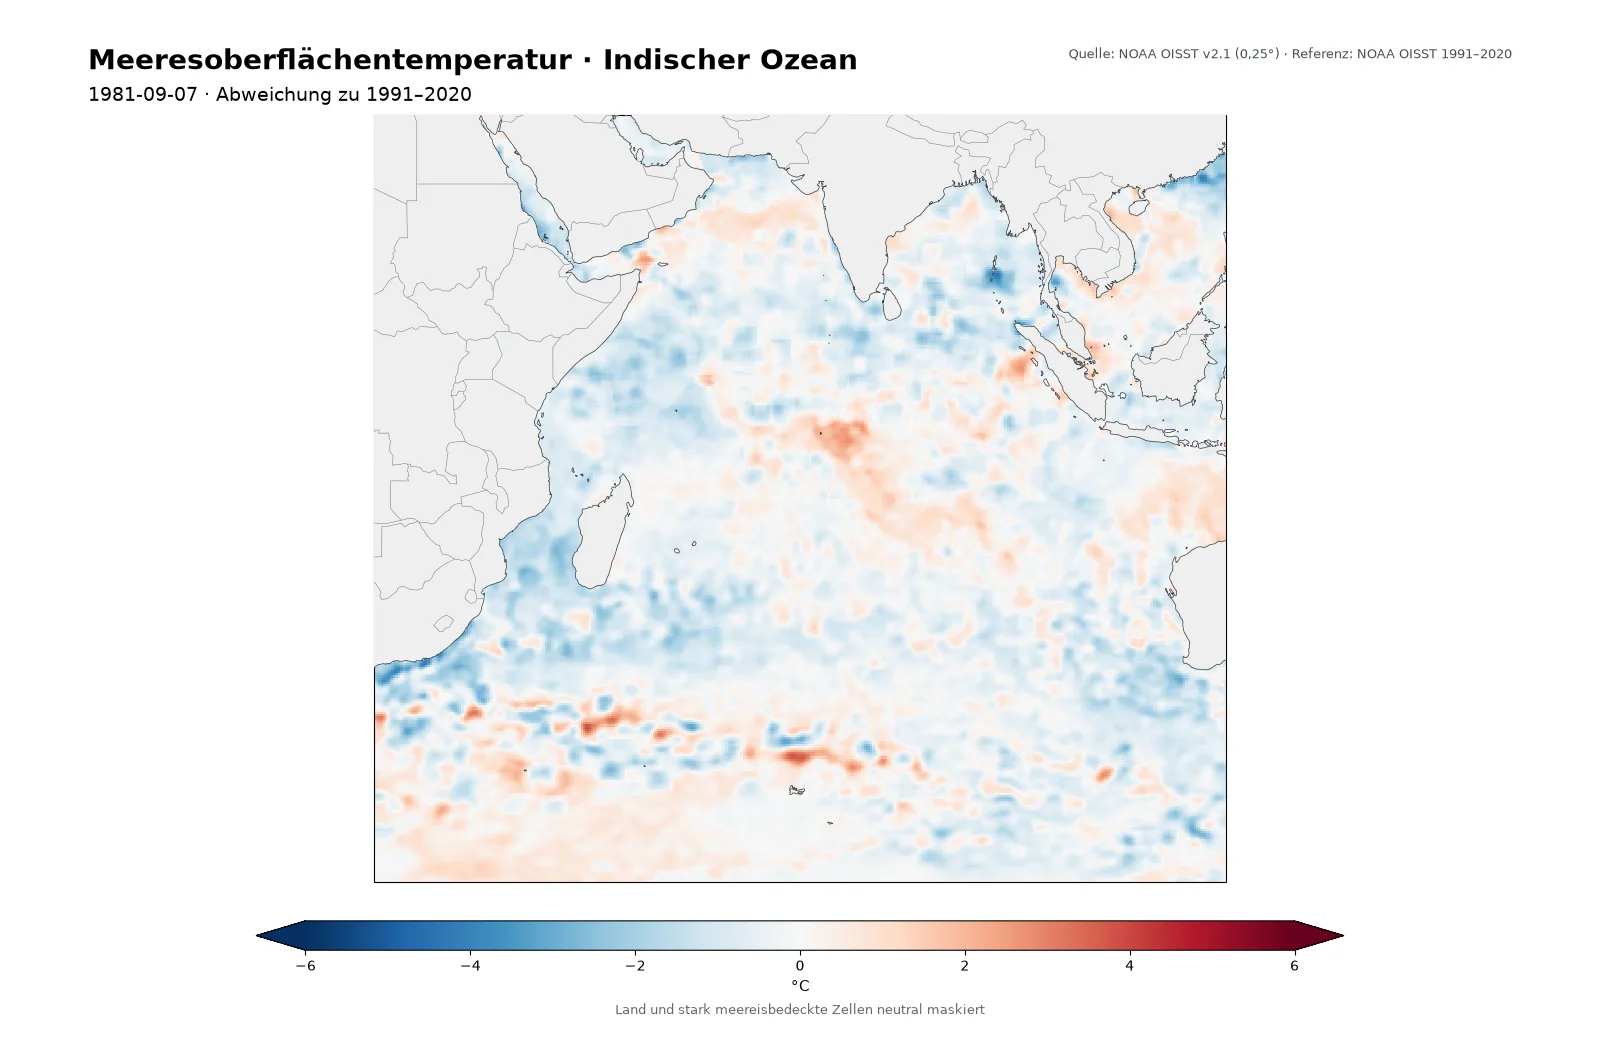 Meeresoberflächentemperatur · Indischer Ozean
Quelle: NOAA OISST v2.1 (0,25°) · Referenz: NOAA OISST 1991–2020
1981-09-07 · Abweichung zu 1991–2020
−6 −4 −2 0 2 4 6
°C
Land und stark meereisbedeckte Zellen neutral maskiert